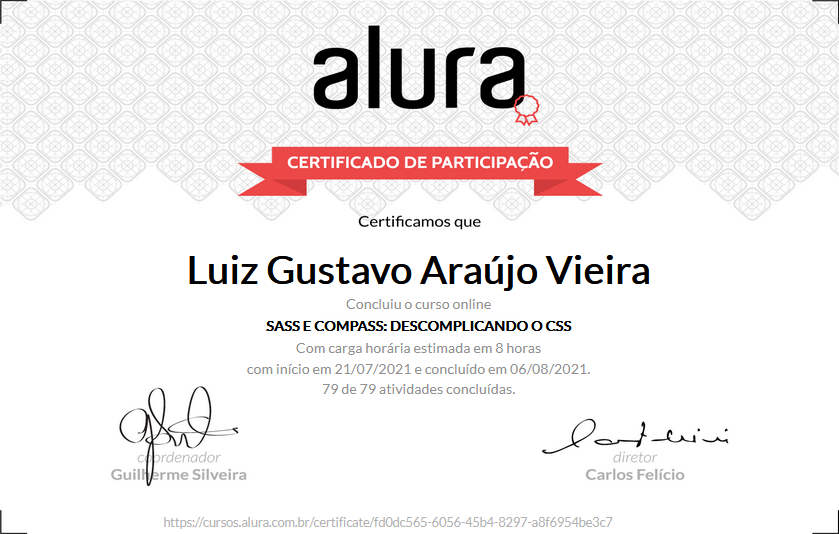 alura
CERTIFICADO DE PARTICIPAÇÃO
Certificamos que
Luiz Gustavo Araújo Vieira
Concluiu o curso online
SASS E COMPASS: DESCOMPLICANDO O CSS
Com carga horária estimada em 8 horas
com início em 21/07/2021 e concluído em 06/08/2021.
79 de 79 atividades concluídas.
coordenador
Guilherme Silveira
diretor
Carlos Felício
https://cursos.alura.com.br/certificate/fd0dc565-6056-45b4-8297-a8f6954be3c7